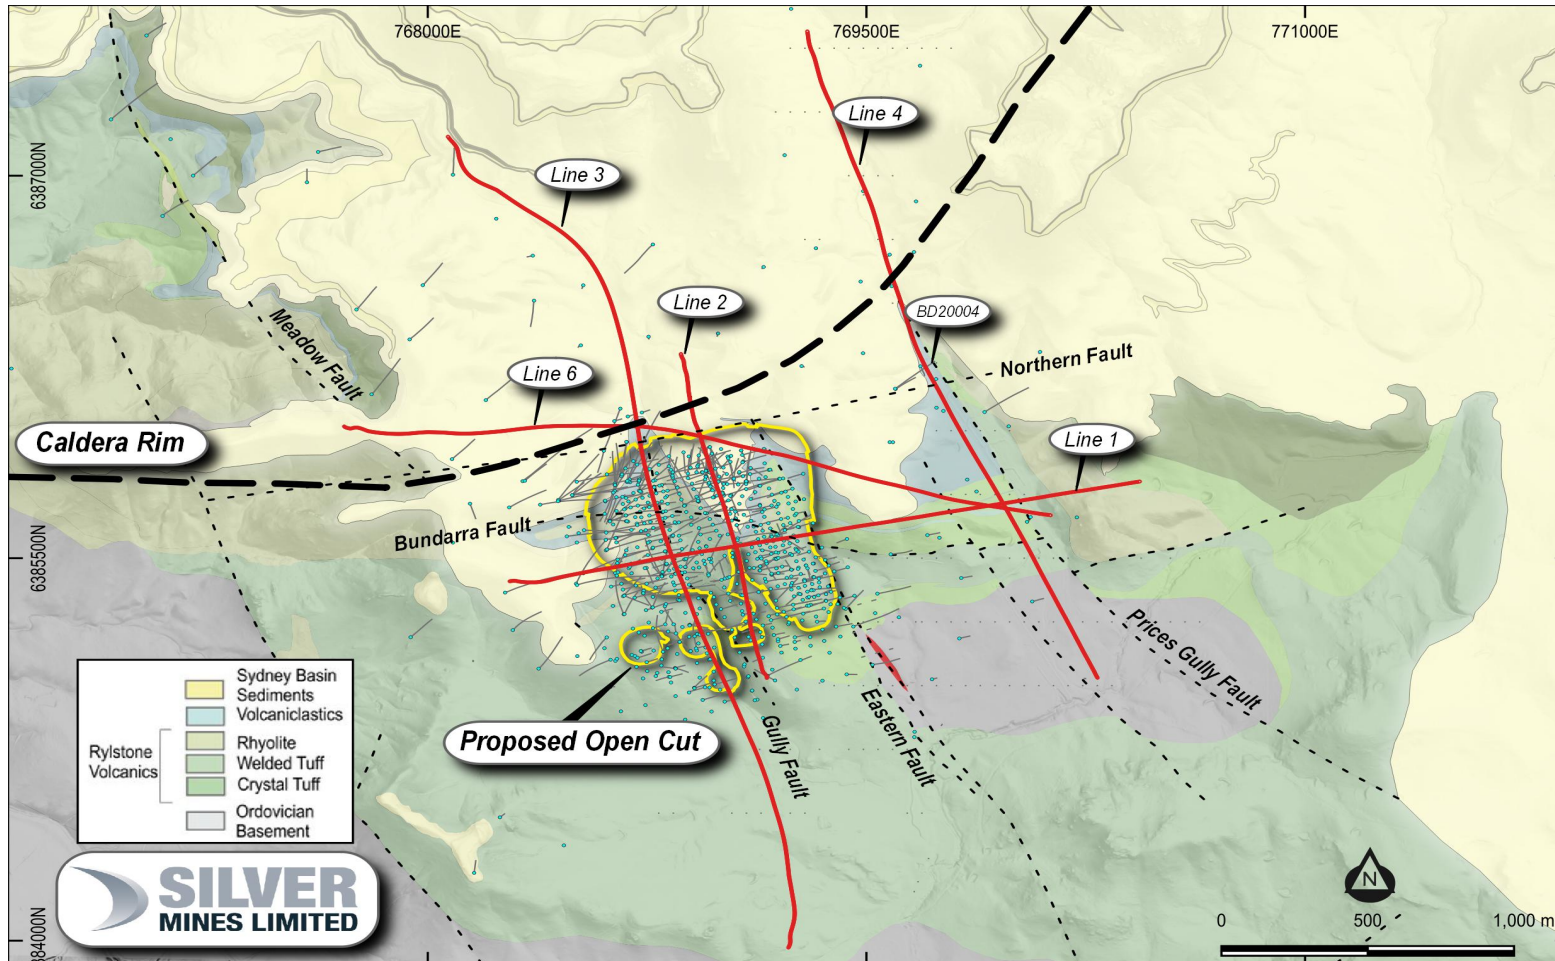 768000E
769500E
771000E
6387000N
6385500N
384000N
Line 4
Line 3
Line 2
BD20004
Meadow Fault
Northern Fault
Line 6
Caldera Rim
Line 1
Bundarra Fault
Prices Gully Fault
Eastern Fault
Gully Fault
Proposed Open Cut
Sydney Basin
Sediments
Volcaniclastics
Rylstone
Volcanics
Rhyolite
Welded Tuff
Crystal Tuff
Ordovician
Basement
SILVER
MINES LIMITED
N
0 500 1,000 m